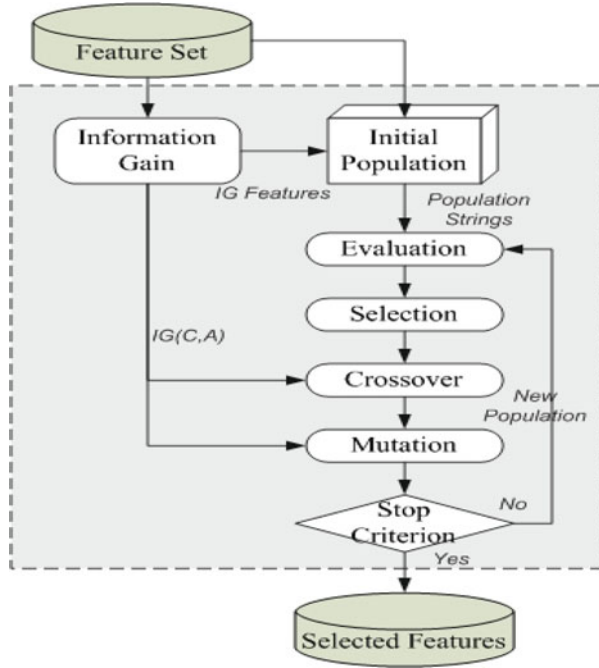 Feature Set
Information
Gain
Initial
Population
IG Features
Population
Strings
Evaluation
Selection
IG(C,A)
Crossover
New
Population
Mutation
Stop
Criterion
No
Yes
Selected Features